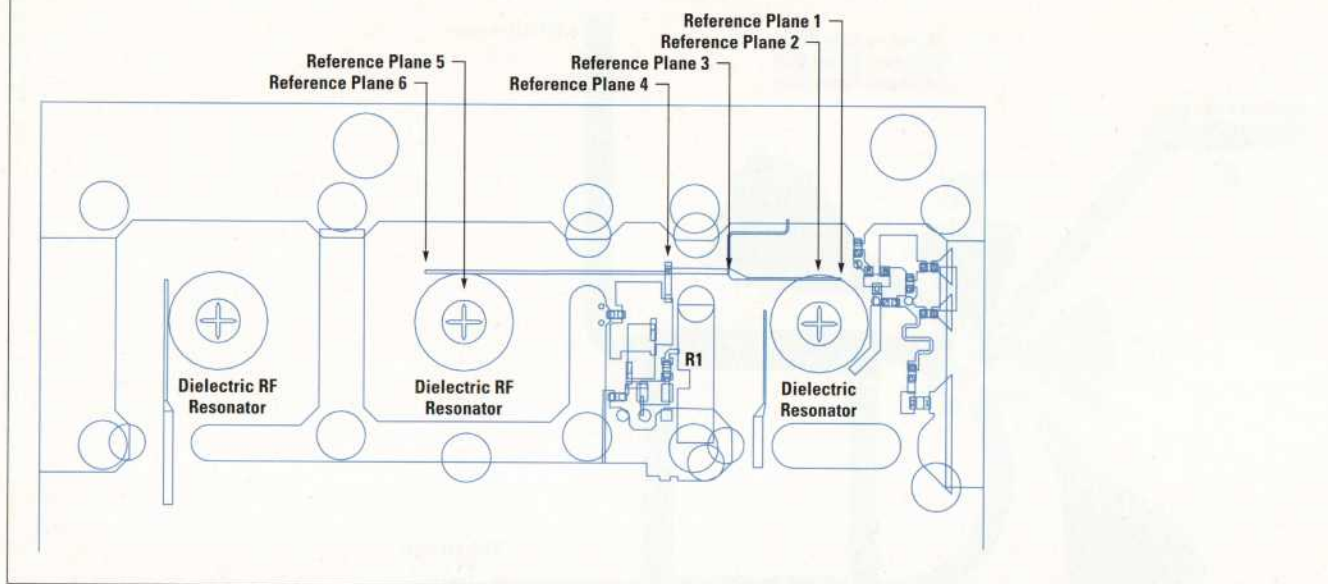 Reference Plane 1
Reference Plane 2
Reference Plane 3
Reference Plane 4
Reference Plane 5
Reference Plane 6
R1
Dielectric RF
Resonator
Dielectric RF
Resonator
Dielectric
Resonator